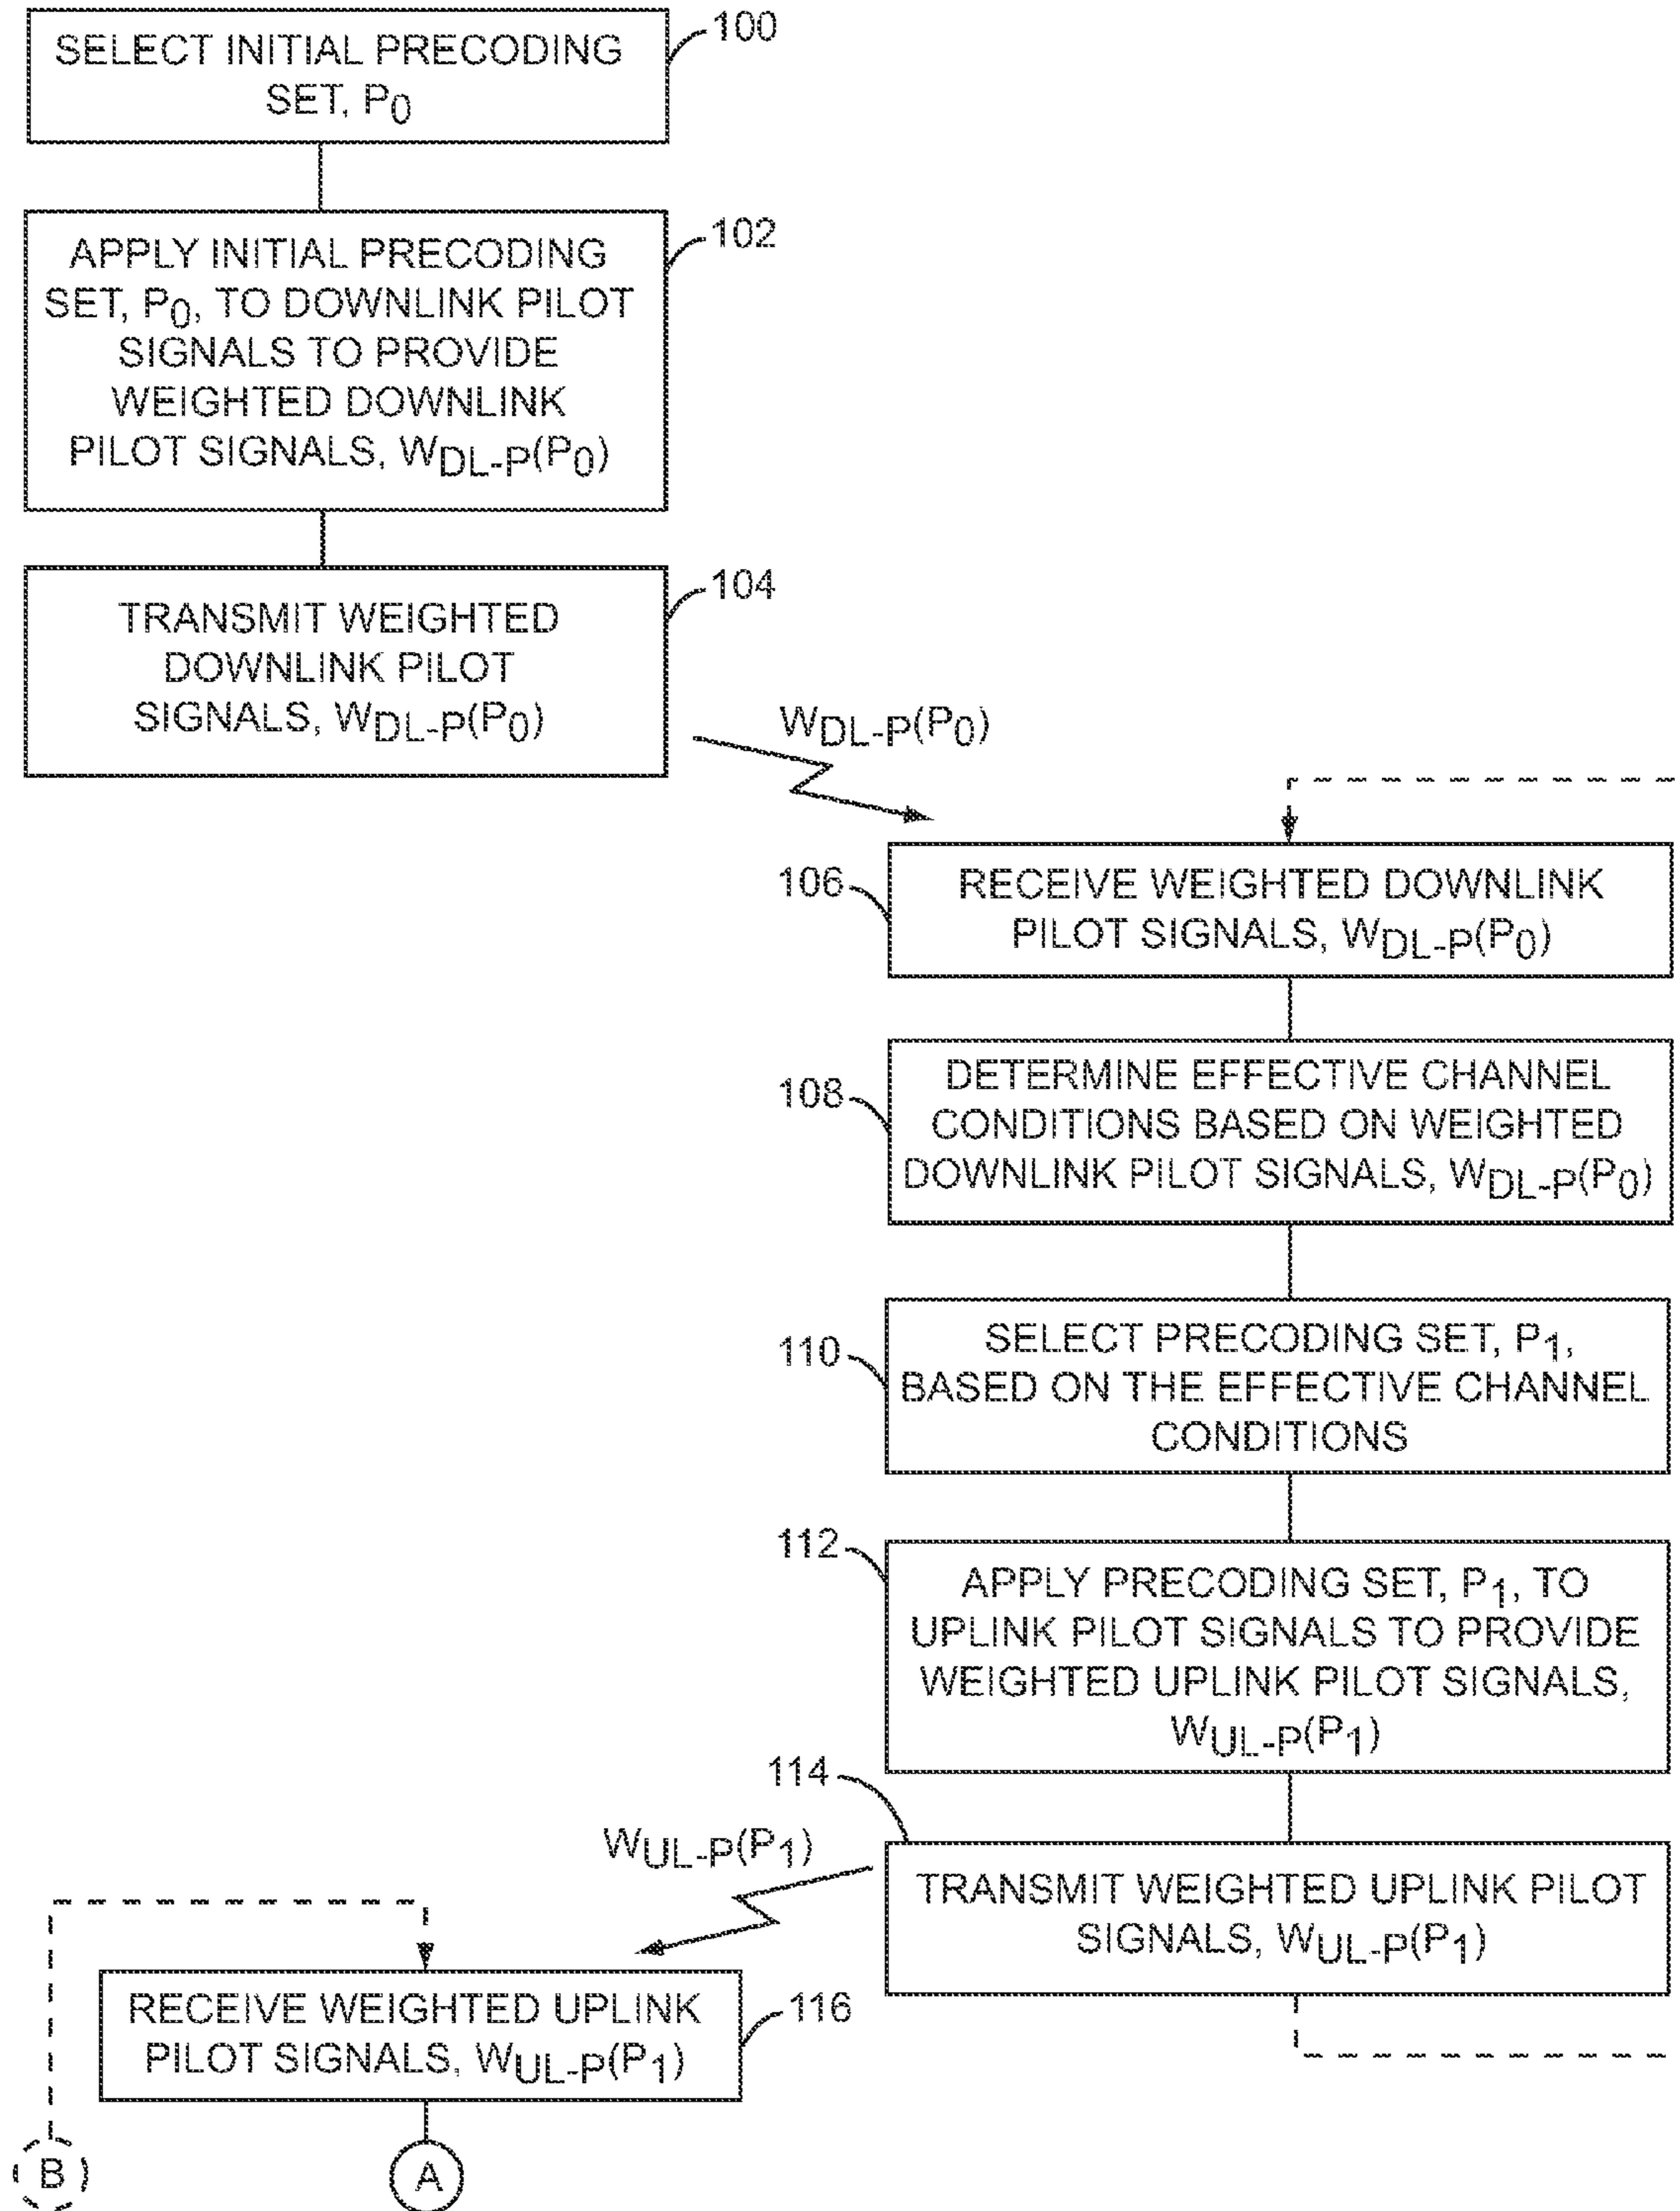 SELECT INITIAL PRECODING
SET, P0
100
APPLY INITIAL PRECODING
SET, P0, TO DOWNLINK PILOT
SIGNALS TO PROVIDE
WEIGHTED DOWNLINK
PILOT SIGNALS, WDL-P(P0)
102
TRANSMIT WEIGHTED
DOWNLINK PILOT
SIGNALS, WDL-P(P0)
104
WDL-P(P0)
106
RECEIVE WEIGHTED DOWNLINK
PILOT SIGNALS, WDL-P(P0)
108
DETERMINE EFFECTIVE CHANNEL
CONDITIONS BASED ON WEIGHTED
DOWNLINK PILOT SIGNALS, WDL-P(P0)
110
SELECT PRECODING SET, P1,
BASED ON THE EFFECTIVE CHANNEL
CONDITIONS
112
APPLY PRECODING SET, P1, TO
UPLINK PILOT SIGNALS TO PROVIDE
WEIGHTED UPLINK PILOT SIGNALS,
WUL-P(P1)
114
WUL-P(P1)
TRANSMIT WEIGHTED UPLINK PILOT
SIGNALS, WUL-P(P1)
RECEIVE WEIGHTED UPLINK
PILOT SIGNALS, WUL-P(P1)
116
B
A